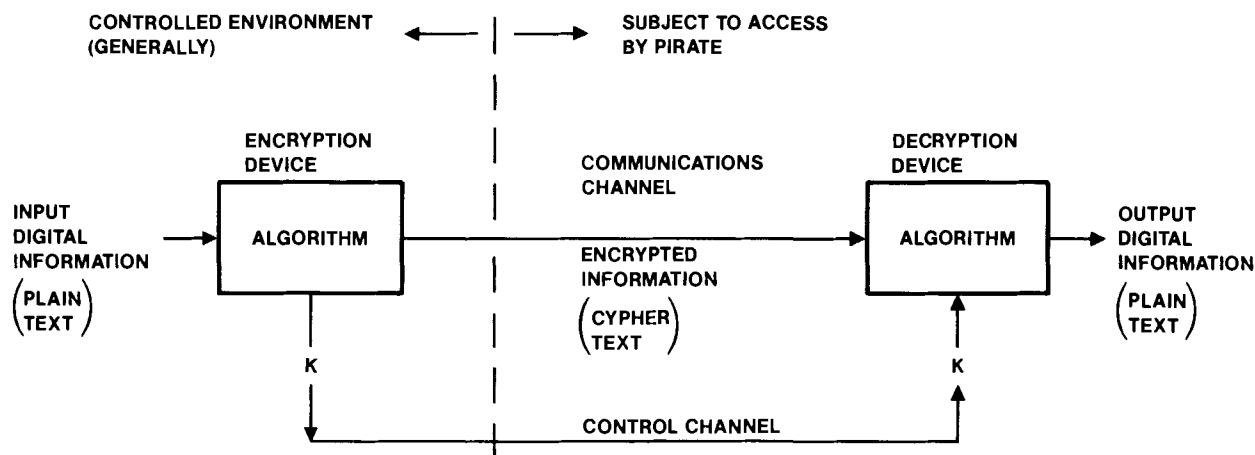 CONTROLLED ENVIRONMENT
(GENERALLY)
SUBJECT TO ACCESS
BY PIRATE
ENCRYPTION
DEVICE
COMMUNICATIONS
CHANNEL
DECRYPTION
DEVICE
INPUT
DIGITAL
INFORMATION
(PLAIN
TEXT)
ALGORITHM
ENCRYPTED
INFORMATION
(CYPHER
TEXT)
ALGORITHM
OUTPUT
DIGITAL
INFORMATION
(PLAIN
TEXT)
K
K
CONTROL CHANNEL